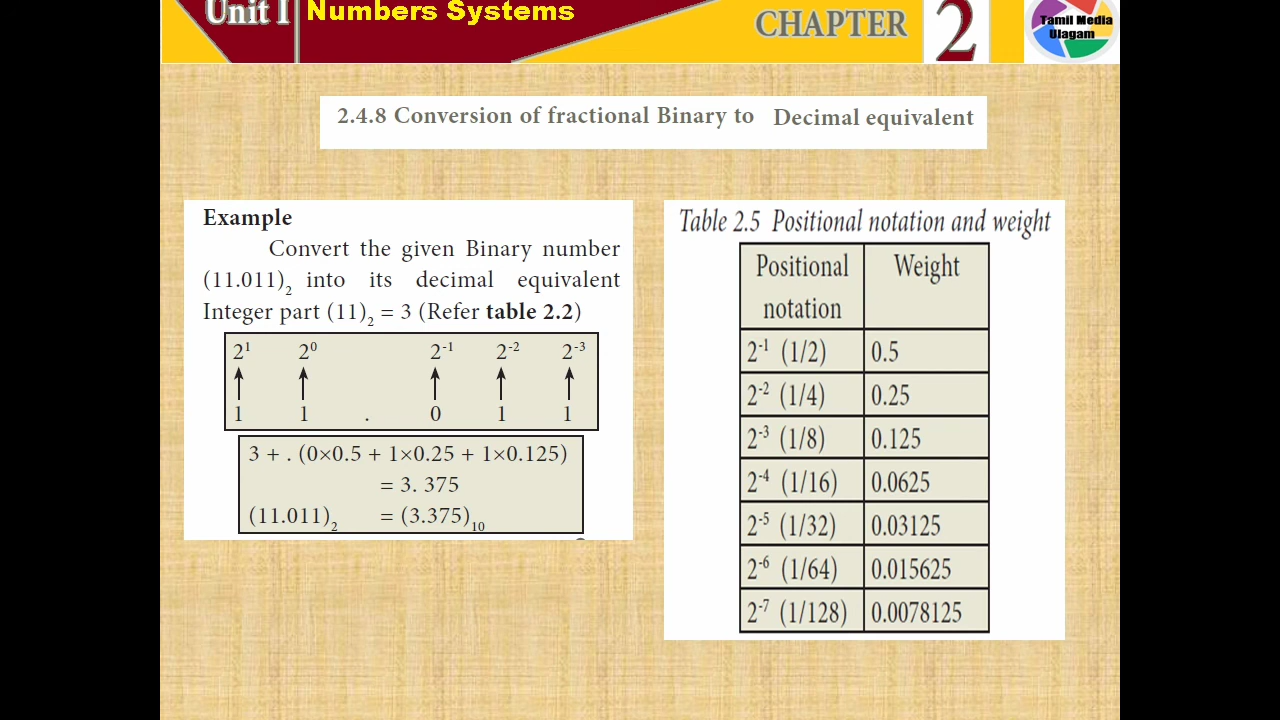 Unit I
Numbers Systems
CHAPTER 2
Tamil Media
Ulagam
2.4.8 Conversion of fractional Binary to Decimal equivalent
Example
Convert the given Binary number
(11.011)₂ into its decimal equivalent
Integer part (11)₂ = 3 (Refer table 2.2)
2¹ 2⁰ 2⁻¹ 2⁻² 2⁻³
1 1 . 0 1 1
3 + . (0×0.5 + 1×0.25 + 1×0.125)
= 3. 375
(11.011)₂ = (3.375)₁₀
Table 2.5 Positional notation and weight
Positional notation Weight
2⁻¹ (1/2) 0.5
2⁻² (1/4) 0.25
2⁻³ (1/8) 0.125
2⁻⁴ (1/16) 0.0625
2⁻⁵ (1/32) 0.03125
2⁻⁶ (1/64) 0.015625
2⁻⁷ (1/128) 0.0078125